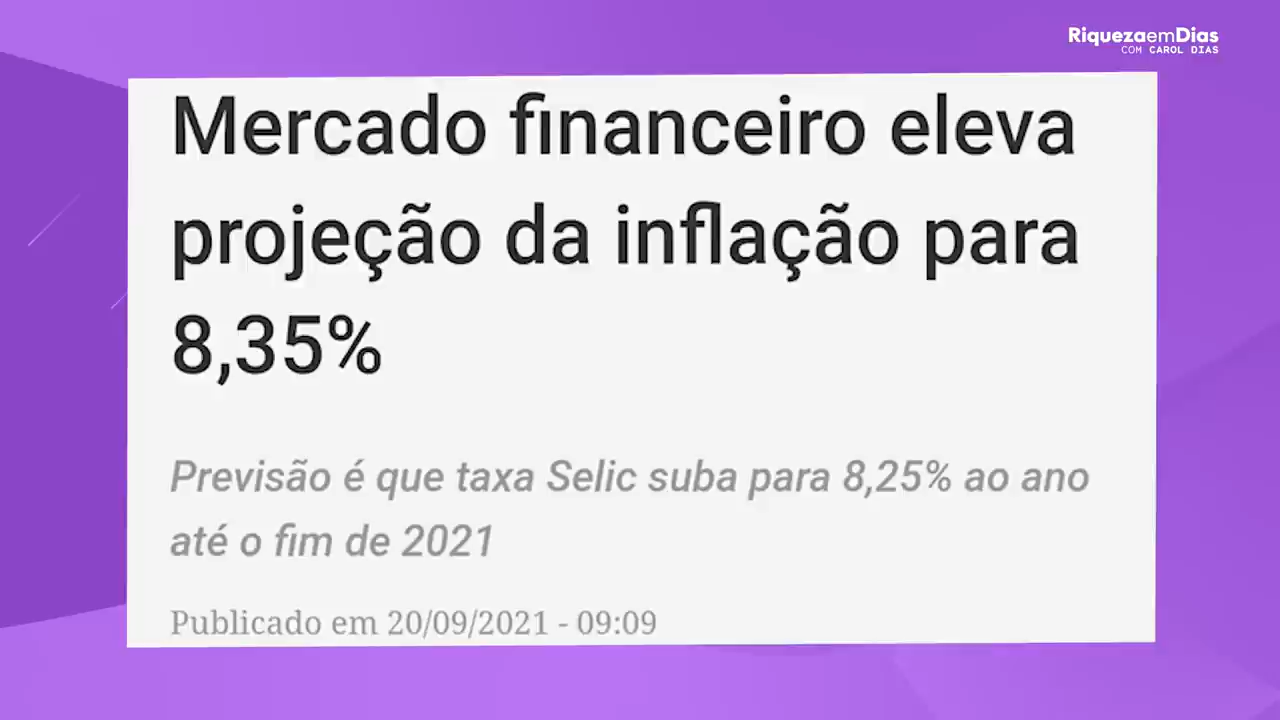 RiquezaemDias
COM CAROL DIAS
Mercado financeiro eleva
projeção da inflação para
8,35%
Previsão é que taxa Selic suba para 8,25% ao ano
até o fim de 2021
Publicado em 20/09/2021 - 09:09